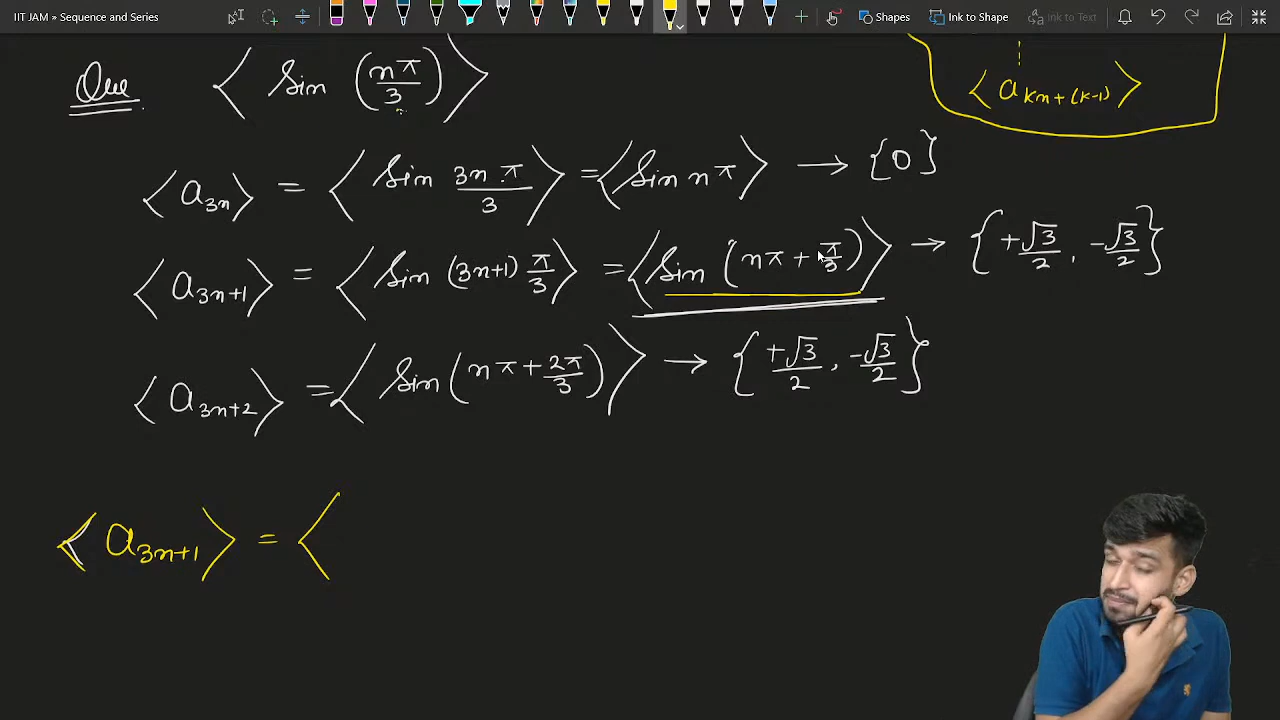 IIT JAM » Sequence and Series
Shapes
Ink to Shape
Ink to Text
Que < Sin (nπ/3) >
< a_{kn+(k-1)} >
< a_{3n} > = < Sin 3n.π/3 > = < Sin nπ > → {0}
< a_{3n+1} > = < Sin (3n+1) π/3 > = < Sin (nπ + π/3) > → { +√3/2 , -√3/2 }
< a_{3n+2} > = < Sin (nπ + 2π/3) > → { +√3/2 , -√3/2 }
< a_{3n+1} > = <